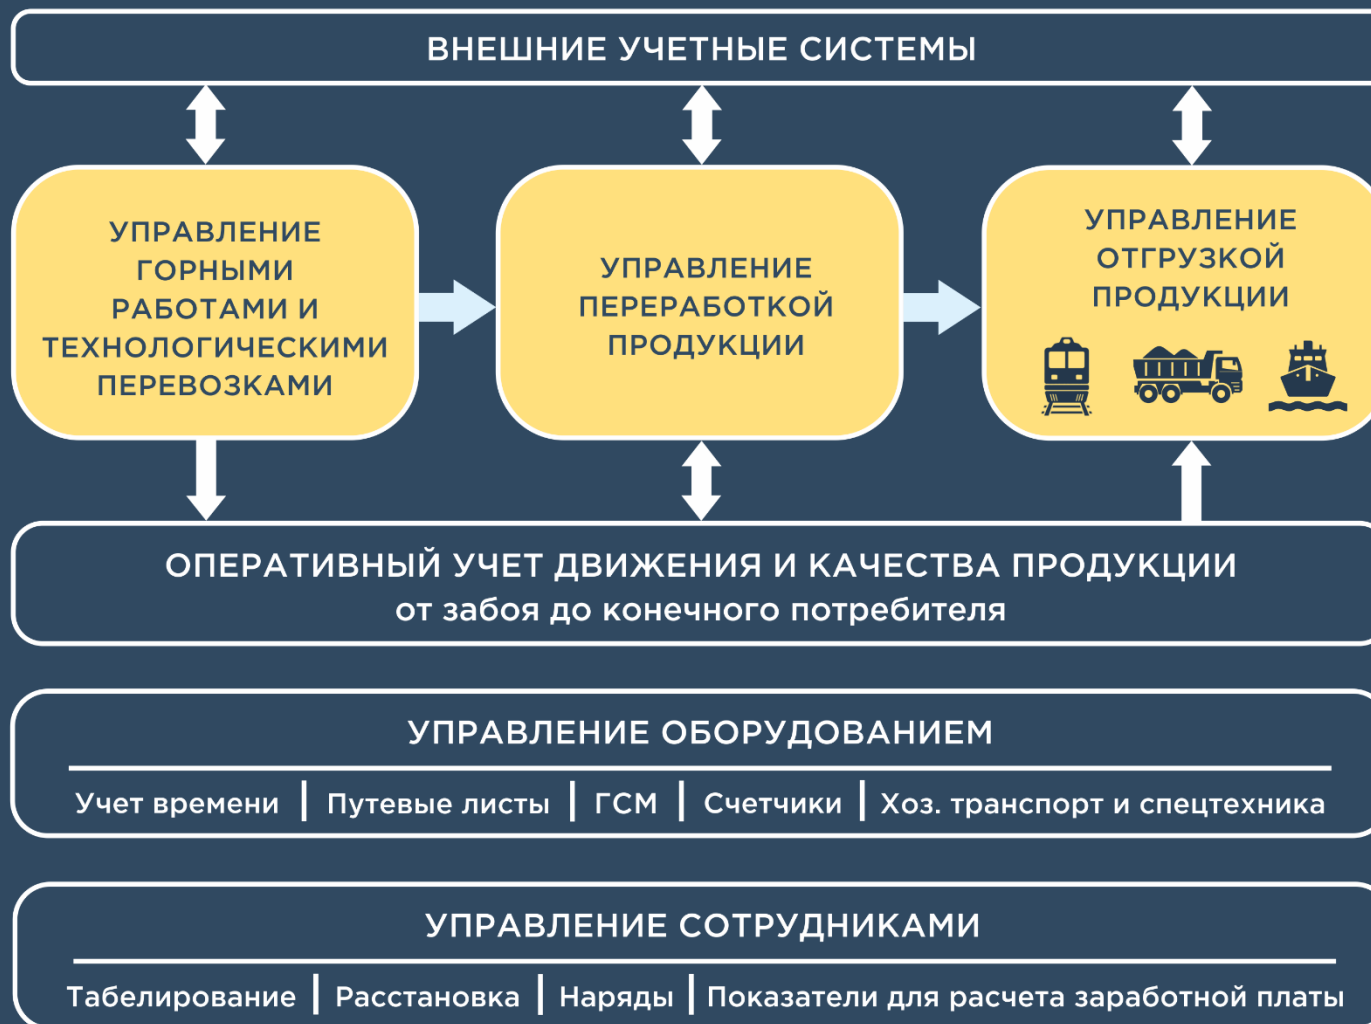 ВНЕШНИЕ УЧЕТНЫЕ СИСТЕМЫ
УПРАВЛЕНИЕ
ГОРНЫМИ
РАБОТАМИ И
ТЕХНОЛОГИЧЕСКИМИ
ПЕРЕВОЗКАМИ
УПРАВЛЕНИЕ
ПЕРЕРАБОТКОЙ
ПРОДУКЦИИ
УПРАВЛЕНИЕ
ОТГРУЗКОЙ
ПРОДУКЦИИ
ОПЕРАТИВНЫЙ УЧЕТ ДВИЖЕНИЯ И КАЧЕСТВА ПРОДУКЦИИ
от забоя до конечного потребителя
УПРАВЛЕНИЕ ОБОРУДОВАНИЕМ
Учет времени | Путевые листы | ГСМ | Счетчики | Хоз. транспорт и спецтехника
УПРАВЛЕНИЕ СОТРУДНИКАМИ
Табелирование | Расстановка | Наряды | Показатели для расчета заработной платы